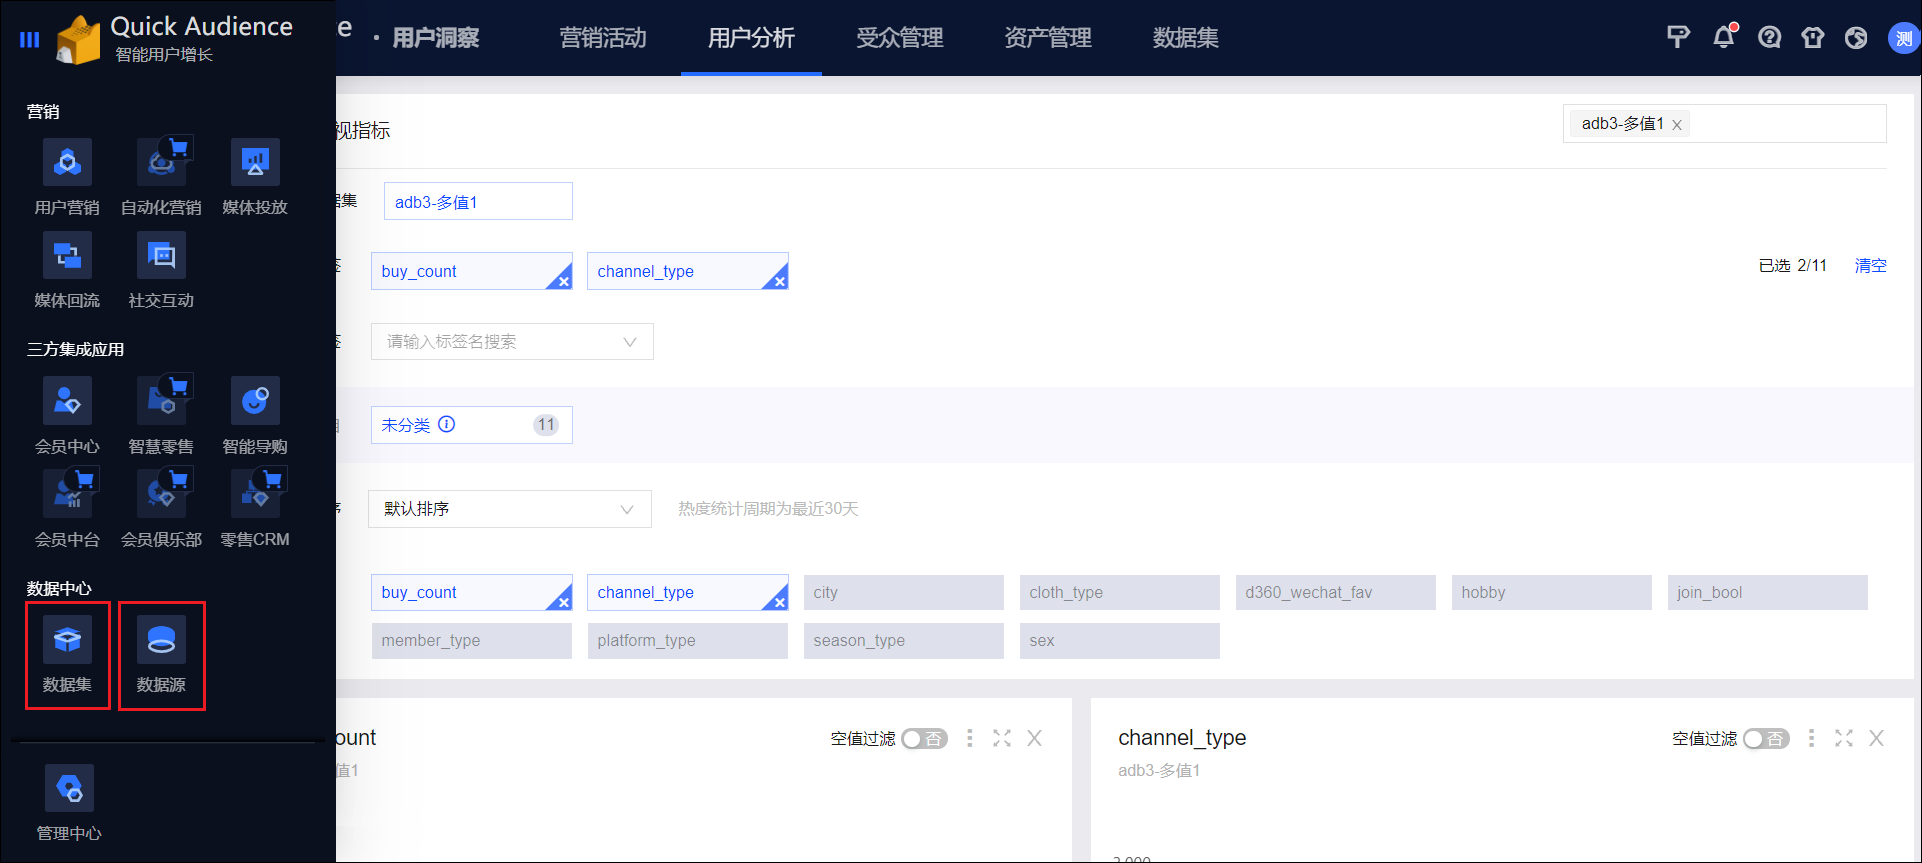 Quick Audience
智能用户增长
营销
用户营销
自动化营销
媒体投放
媒体回流
社交互动
三方集成应用
会员中心
智慧零售
智能导购
会员中台
会员俱乐部
零售CRM
数据中心
数据集
数据源
管理中心
· 用户洞察
营销活动
用户分析
受众管理
资产管理
数据集
测
视指标
adb3-多值1 X
集
adb3-多值1
buy_count
channel_type
已选 2/11
清空
请输入标签名搜索
未分类
11
默认排序
热度统计周期为最近30天
buy_count
channel_type
city
cloth_type
d360_wechat_fav
hobby
join_bool
member_type
platform_type
season_type
sex
ount
值1
空值过滤
否
channel_type
adb3-多值1
空值过滤
否